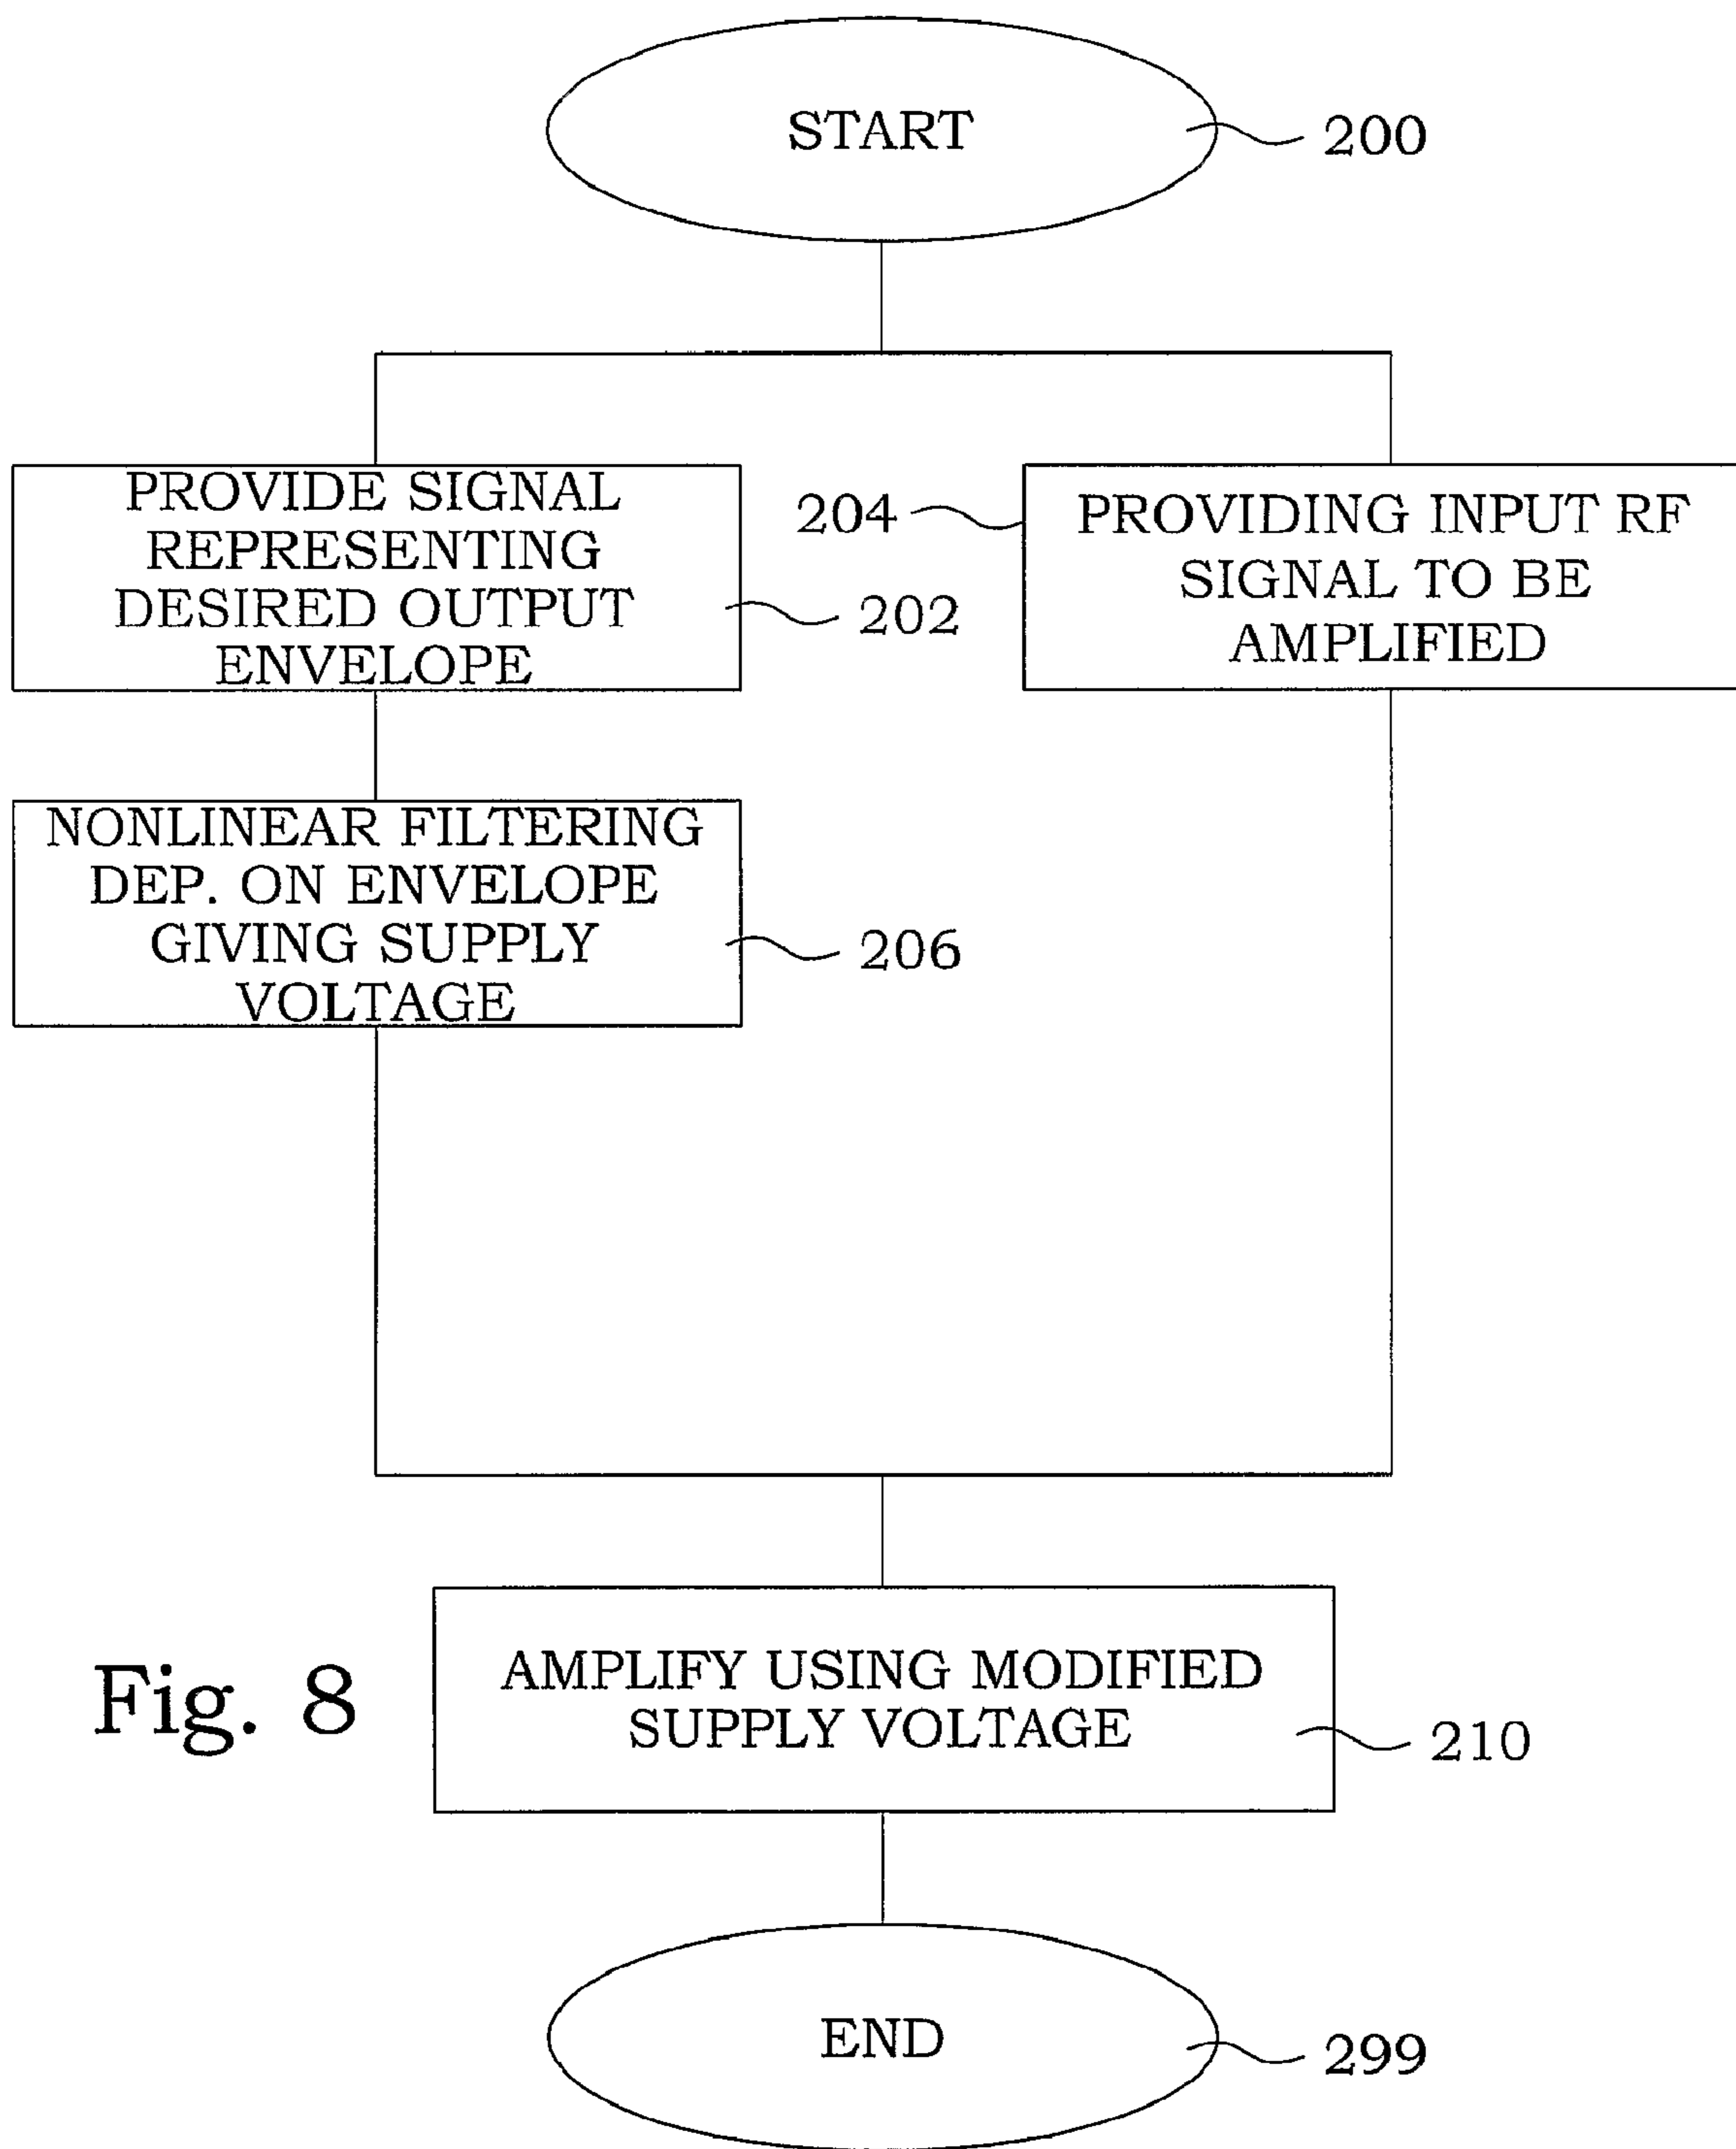 START
200
PROVIDE SIGNAL
REPRESENTING
DESIRED OUTPUT
ENVELOPE
202
204
PROVIDING INPUT RF
SIGNAL TO BE
AMPLIFIED
NONLINEAR FILTERING
DEP. ON ENVELOPE
GIVING SUPPLY
VOLTAGE
206
Fig. 8
AMPLIFY USING MODIFIED
SUPPLY VOLTAGE
210
END
299